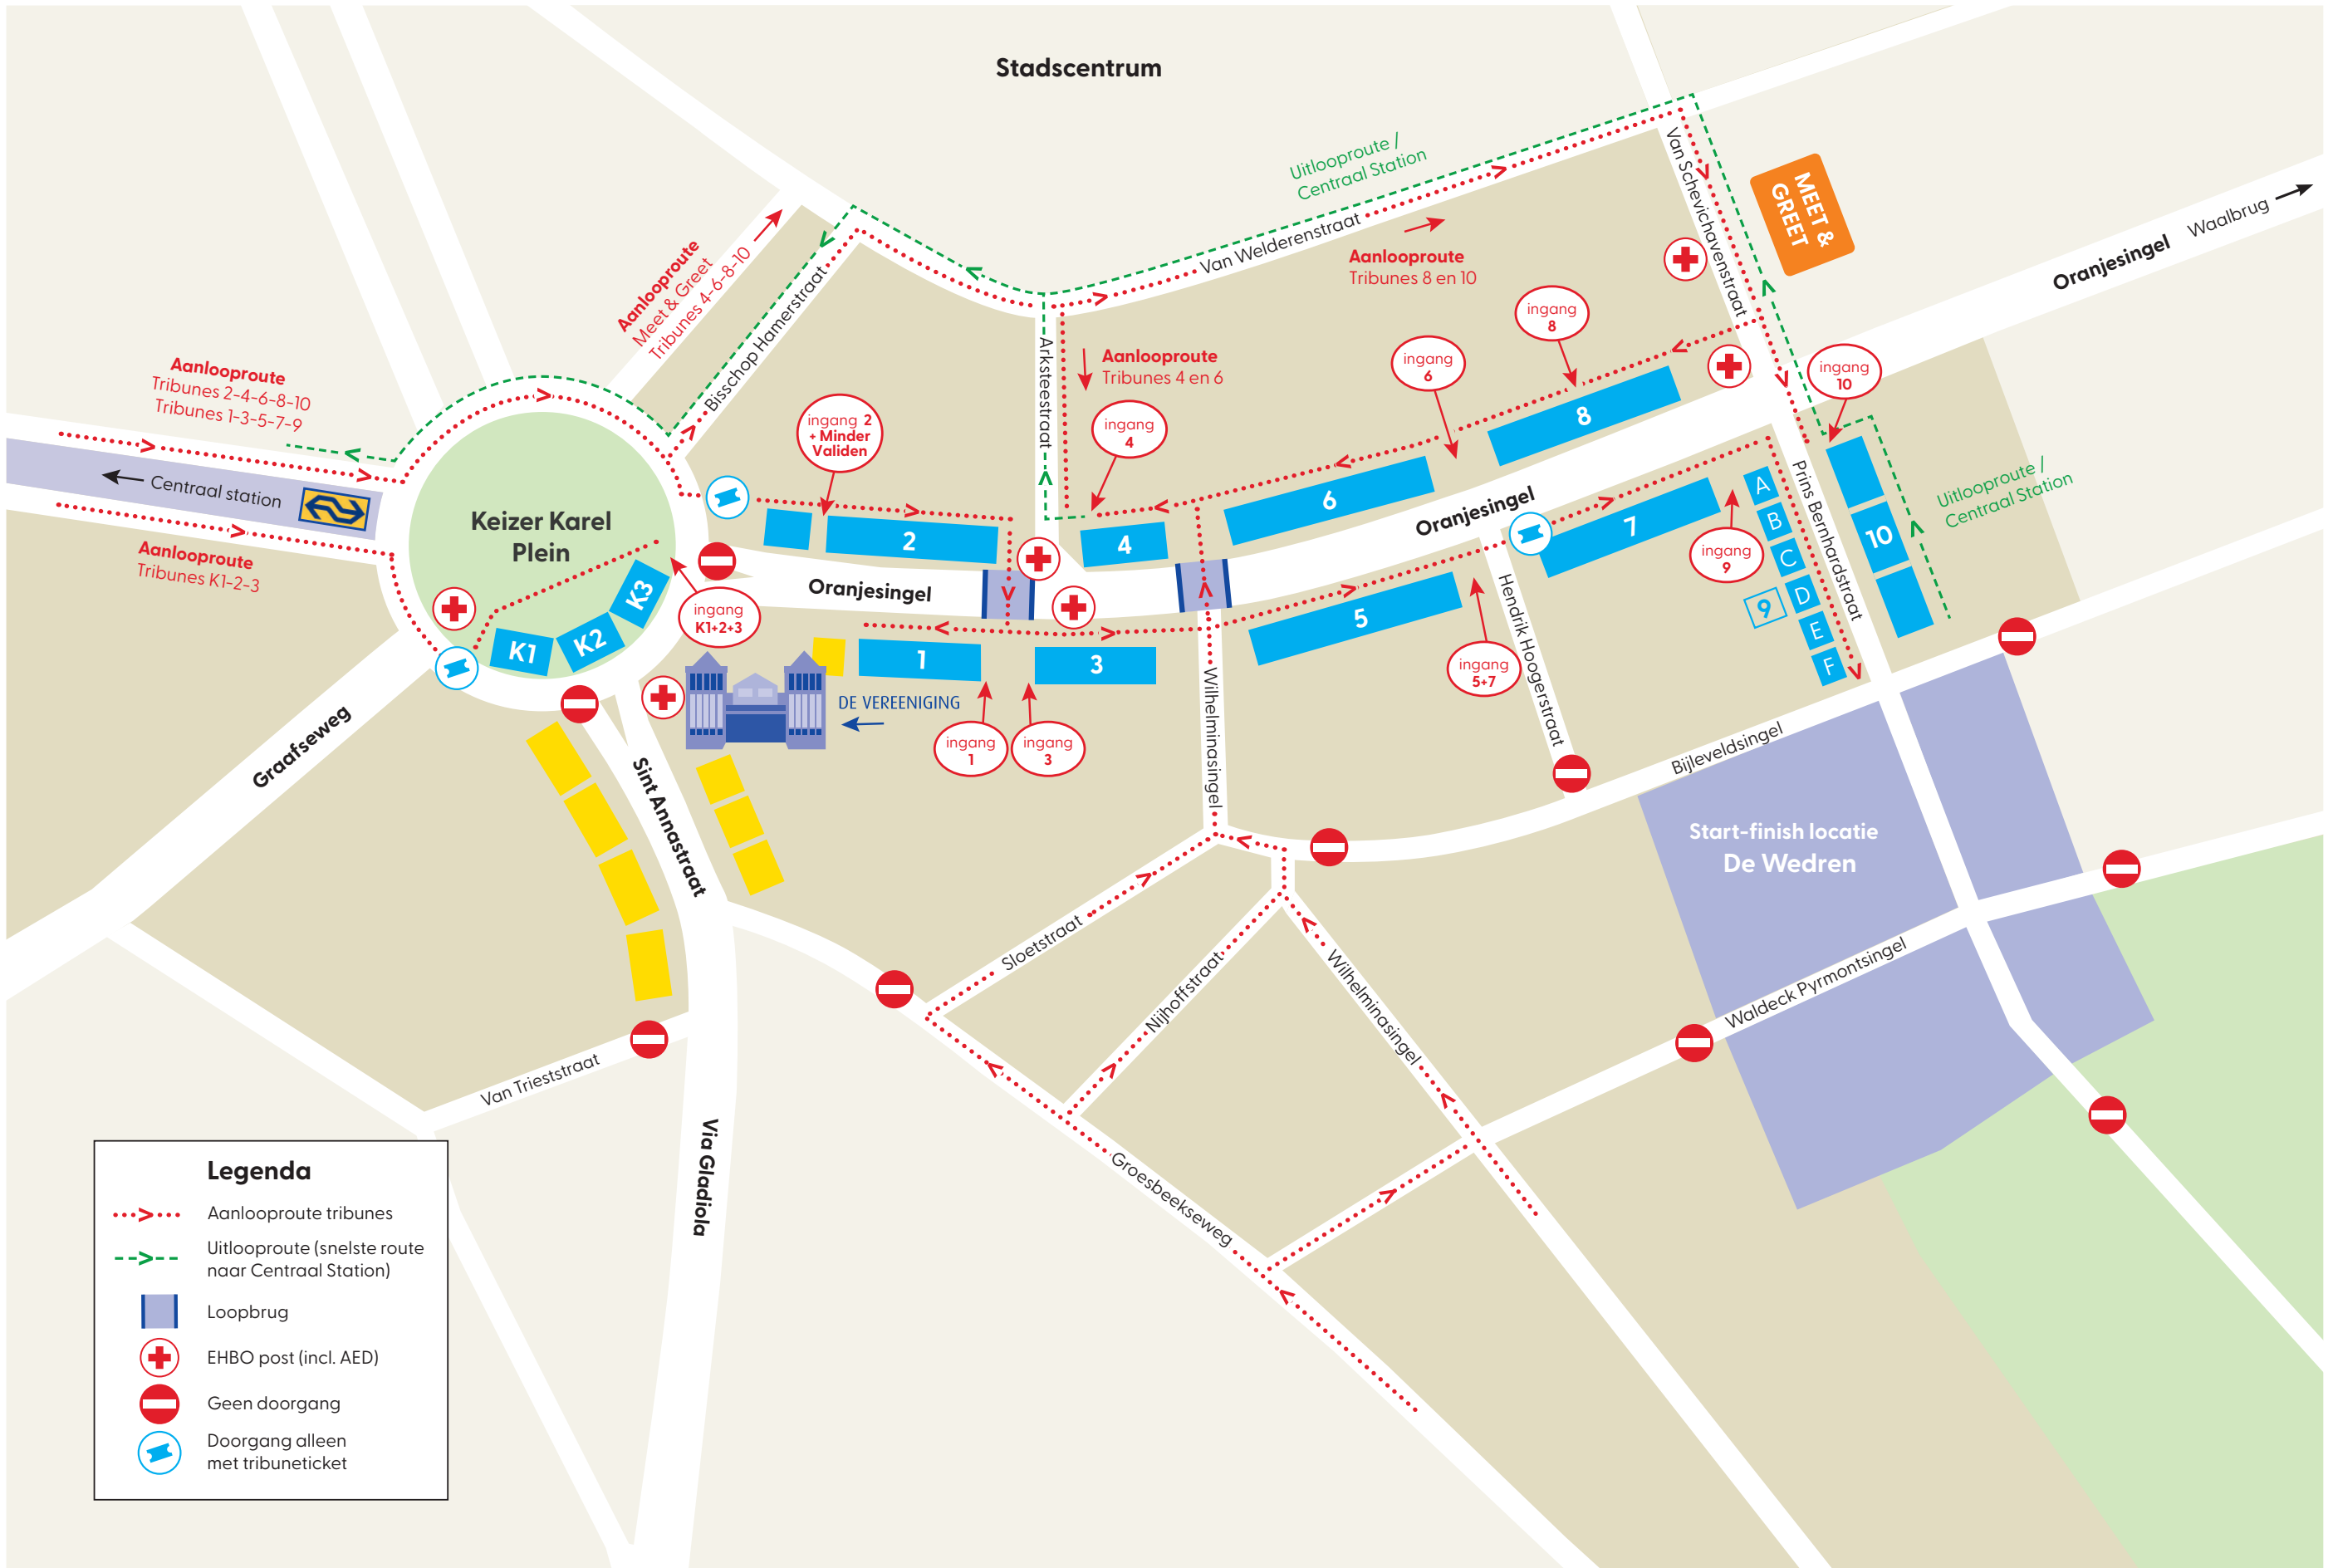 Stadscentrum
Uitlooproute /
Centraal Station
Van Welderenstraat
Aanlooproute
Tribunes 8 en 10
Van Schevichavenstraat
MEET &
GREET
Oranjesingel
Waalbrug
Aanlooproute
Meet & Greet
Tribunes 4-6-8-10
Bisschop Hamerstraat
Aanlooproute
Tribunes 2-4-6-8-10
Tribunes 1-3-5-7-9
Centraal station
Aanlooproute
Tribunes K1-2-3
Keizer Karel
Plein
K1
K2
K3
ingang
K1+2+3
ingang 2
+ Minder
Validen
2
Arksteestraat
Aanlooproute
Tribunes 4 en 6
ingang
4
4
ingang
6
6
ingang
8
8
ingang
10
10
Uitlooproute /
Centraal Station
Oranjesingel
Oranjesingel
1
3
5
7
ingang
9
A
B
C
D
E
F
9
Prins Bernhardstraat
ingang
5+7
Hendrik Hoogerstraat
DE VEREENIGING
ingang
1
ingang
3
Wilhelminasingel
Graafseweg
Sint Annastraat
Bijleveldsingel
Start-finish locatie
De Wedren
Sloetstraat
Nijhoffstraat
Wilhelminasingel
Waldeck Pyrmontsingel
Van Trieststraat
Via Gladiola
Groesbeekseweg
Legenda
Aanlooproute tribunes
Uitlooproute (snelste route
naar Centraal Station)
Loopbrug
EHBO post (incl. AED)
Geen doorgang
Doorgang alleen
met tribuneticket